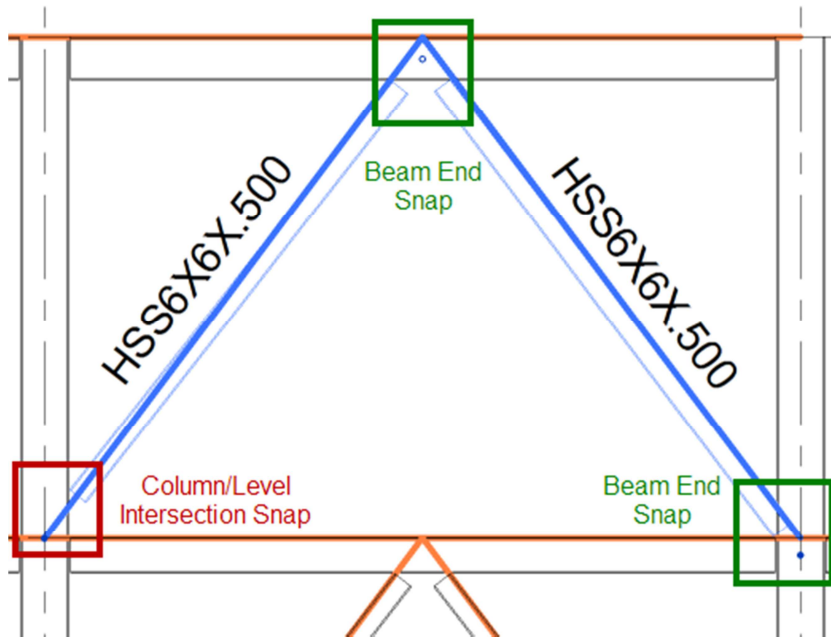 Beam End
Snap
HSS6X6X.500
HSS6X6X.500
Column/Level
Intersection Snap
Beam End
Snap